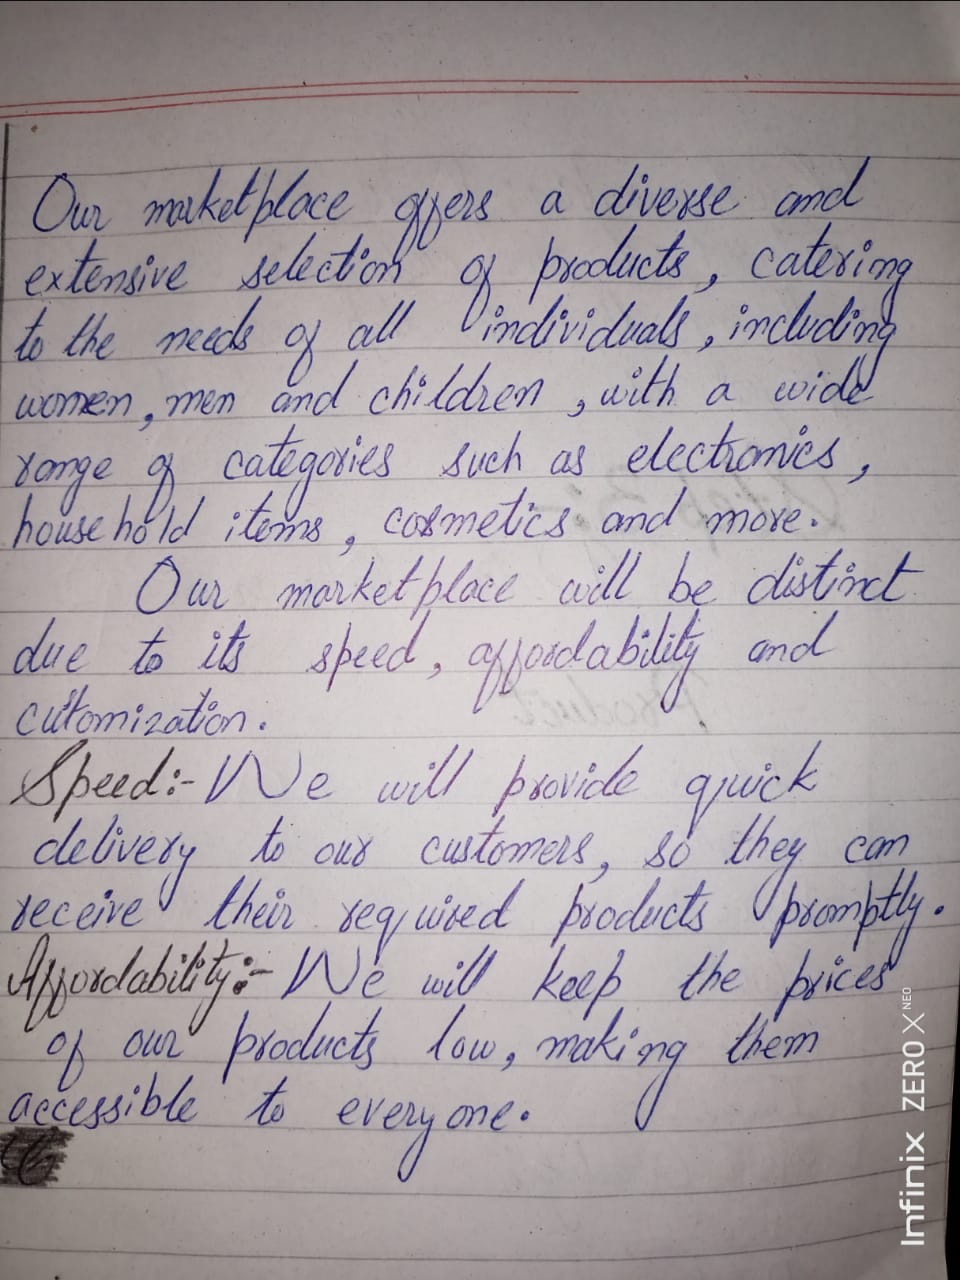 Our marketplace offers a diverse and
extensive selection of products, catering
to the needs of all individuals, including
women, men and children, with a wide
range of categories such as electronics,
household items, cosmetics and more.
Our marketplace will be distinct
due to its speed, affordability and
cutomization.
Speed:- We will provide quick
delivery to our customers, so they can
receive their required products promptly.
Affordability:- We will keep the prices
of our products low, making them
accessible to everyone.
Infinix ZERO X NEO